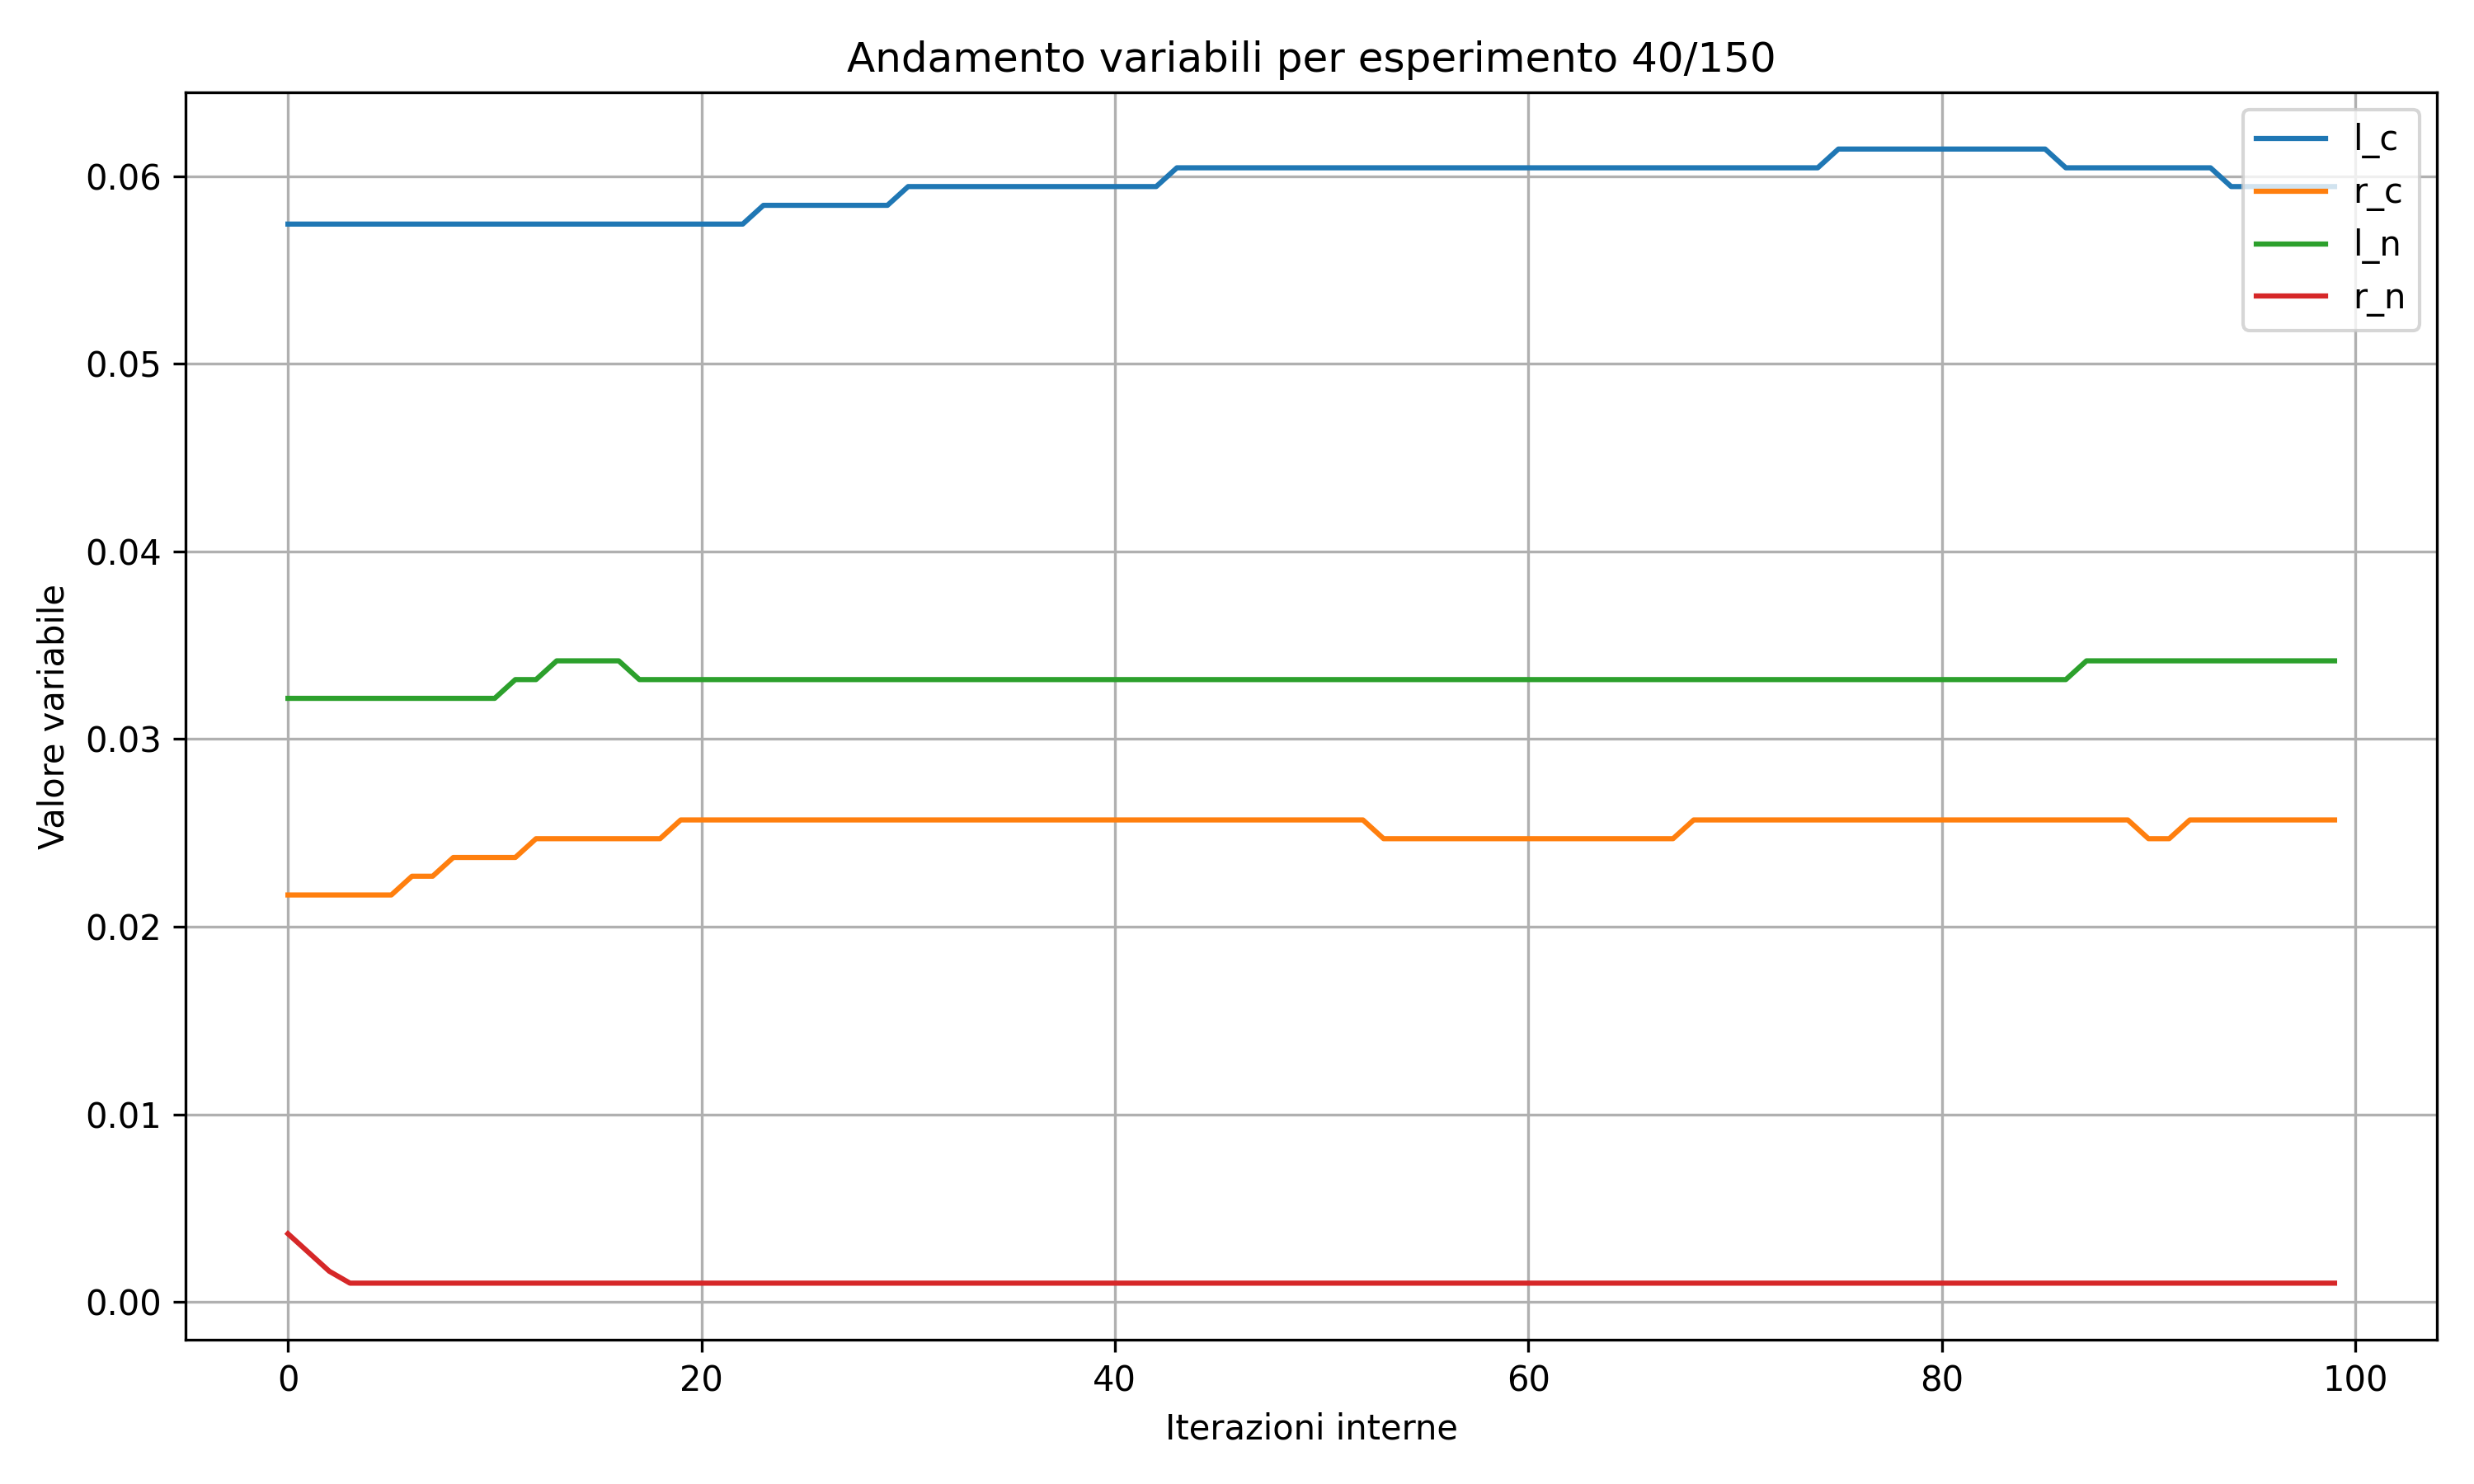 Andamento variabili per esperimento 40/150
l_c
r_c
l_n
r_n
Valore variabile
0.06
0.05
0.04
0.03
0.02
0.01
0.00
0 20 40 60 80 100
Iterazioni interne